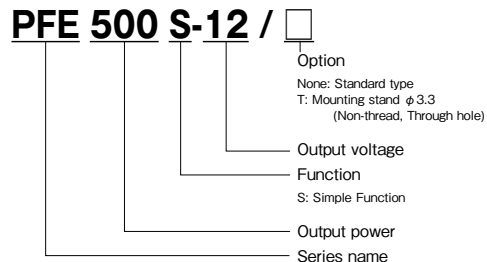 PFE 500 S-12 / □
Option
None: Standard type
T: Mounting stand φ3.3
(Non-thread, Through hole)
Output voltage
Function
S: Simple Function
Output power
Series name